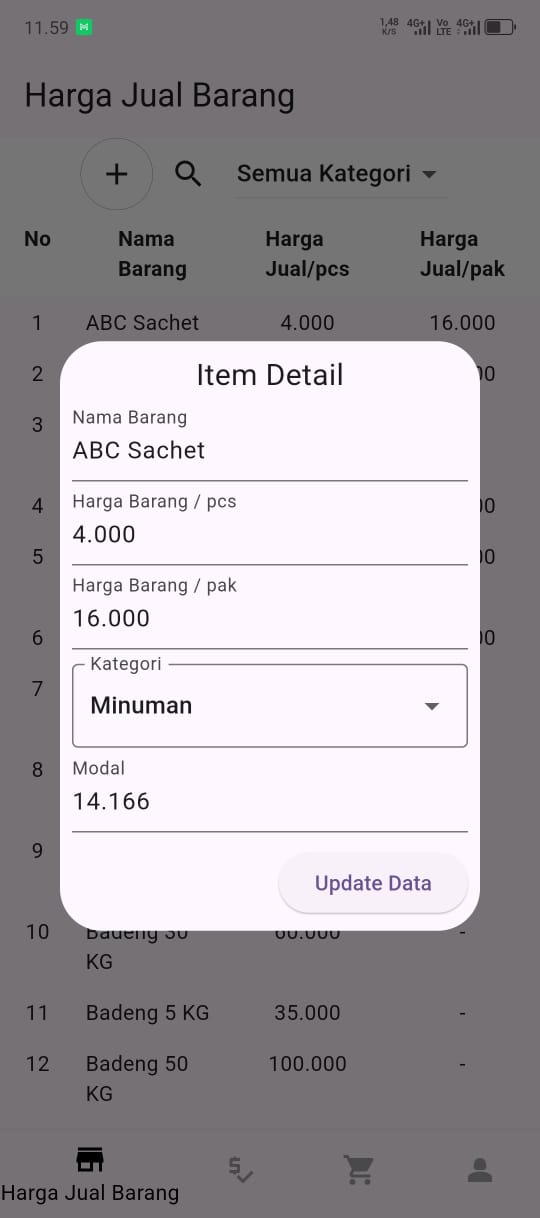 11.59
1,48 K/S 4G+ Vo LTE 4G+
Harga Jual Barang
+ Semua Kategori
No Nama Barang Harga Jual/pcs Harga Jual/pak
1 ABC Sachet 4.000 16.000
2 00
3
4 00
5 00
6 00
7
8
9
Item Detail
Nama Barang
ABC Sachet
Harga Barang / pcs
4.000
Harga Barang / pak
16.000
Kategori
Minuman
Modal
14.166
Update Data
10 Badeng 30 KG 60.000 -
11 Badeng 5 KG 35.000 -
12 Badeng 50 KG 100.000 -
Harga Jual Barang